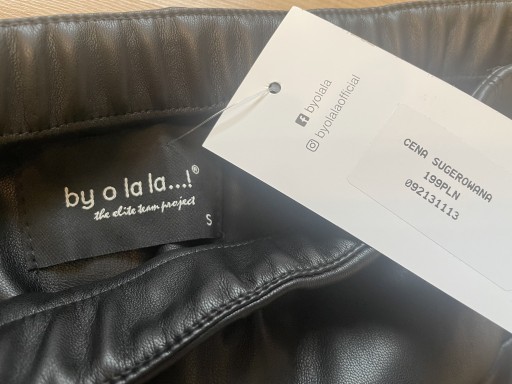 by o la la...!®
the elite team project
S
byolala
byolalaofficial
CENA SUGEROWANA
199PLN
092131113